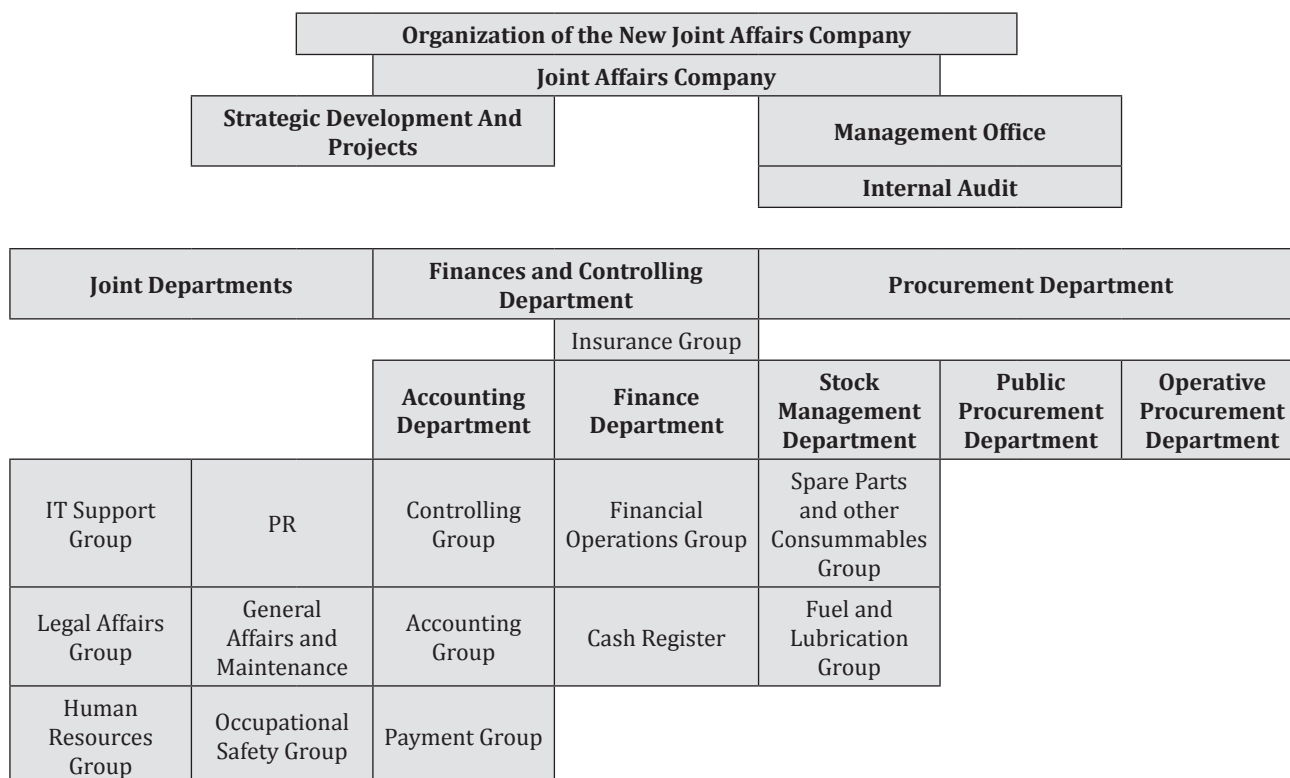 Organization of the New Joint Affairs Company
Joint Affairs Company
Strategic Development And
Projects
Management Office
Internal Audit
Joint Departments
Finances and Controlling
Department
Procurement Department
Insurance Group
Accounting
Department
Finance
Department
Stock
Management
Department
Public
Procurement
Department
Operative
Procurement
Department
IT Support
Group
PR
Controlling
Group
Financial
Operations Group
Spare Parts
and other
Consummables
Group
Legal Affairs
Group
General
Affairs and
Maintenance
Accounting
Group
Cash Register
Fuel and
Lubrication
Group
Human
Resources
Group
Occupational
Safety Group
Payment Group